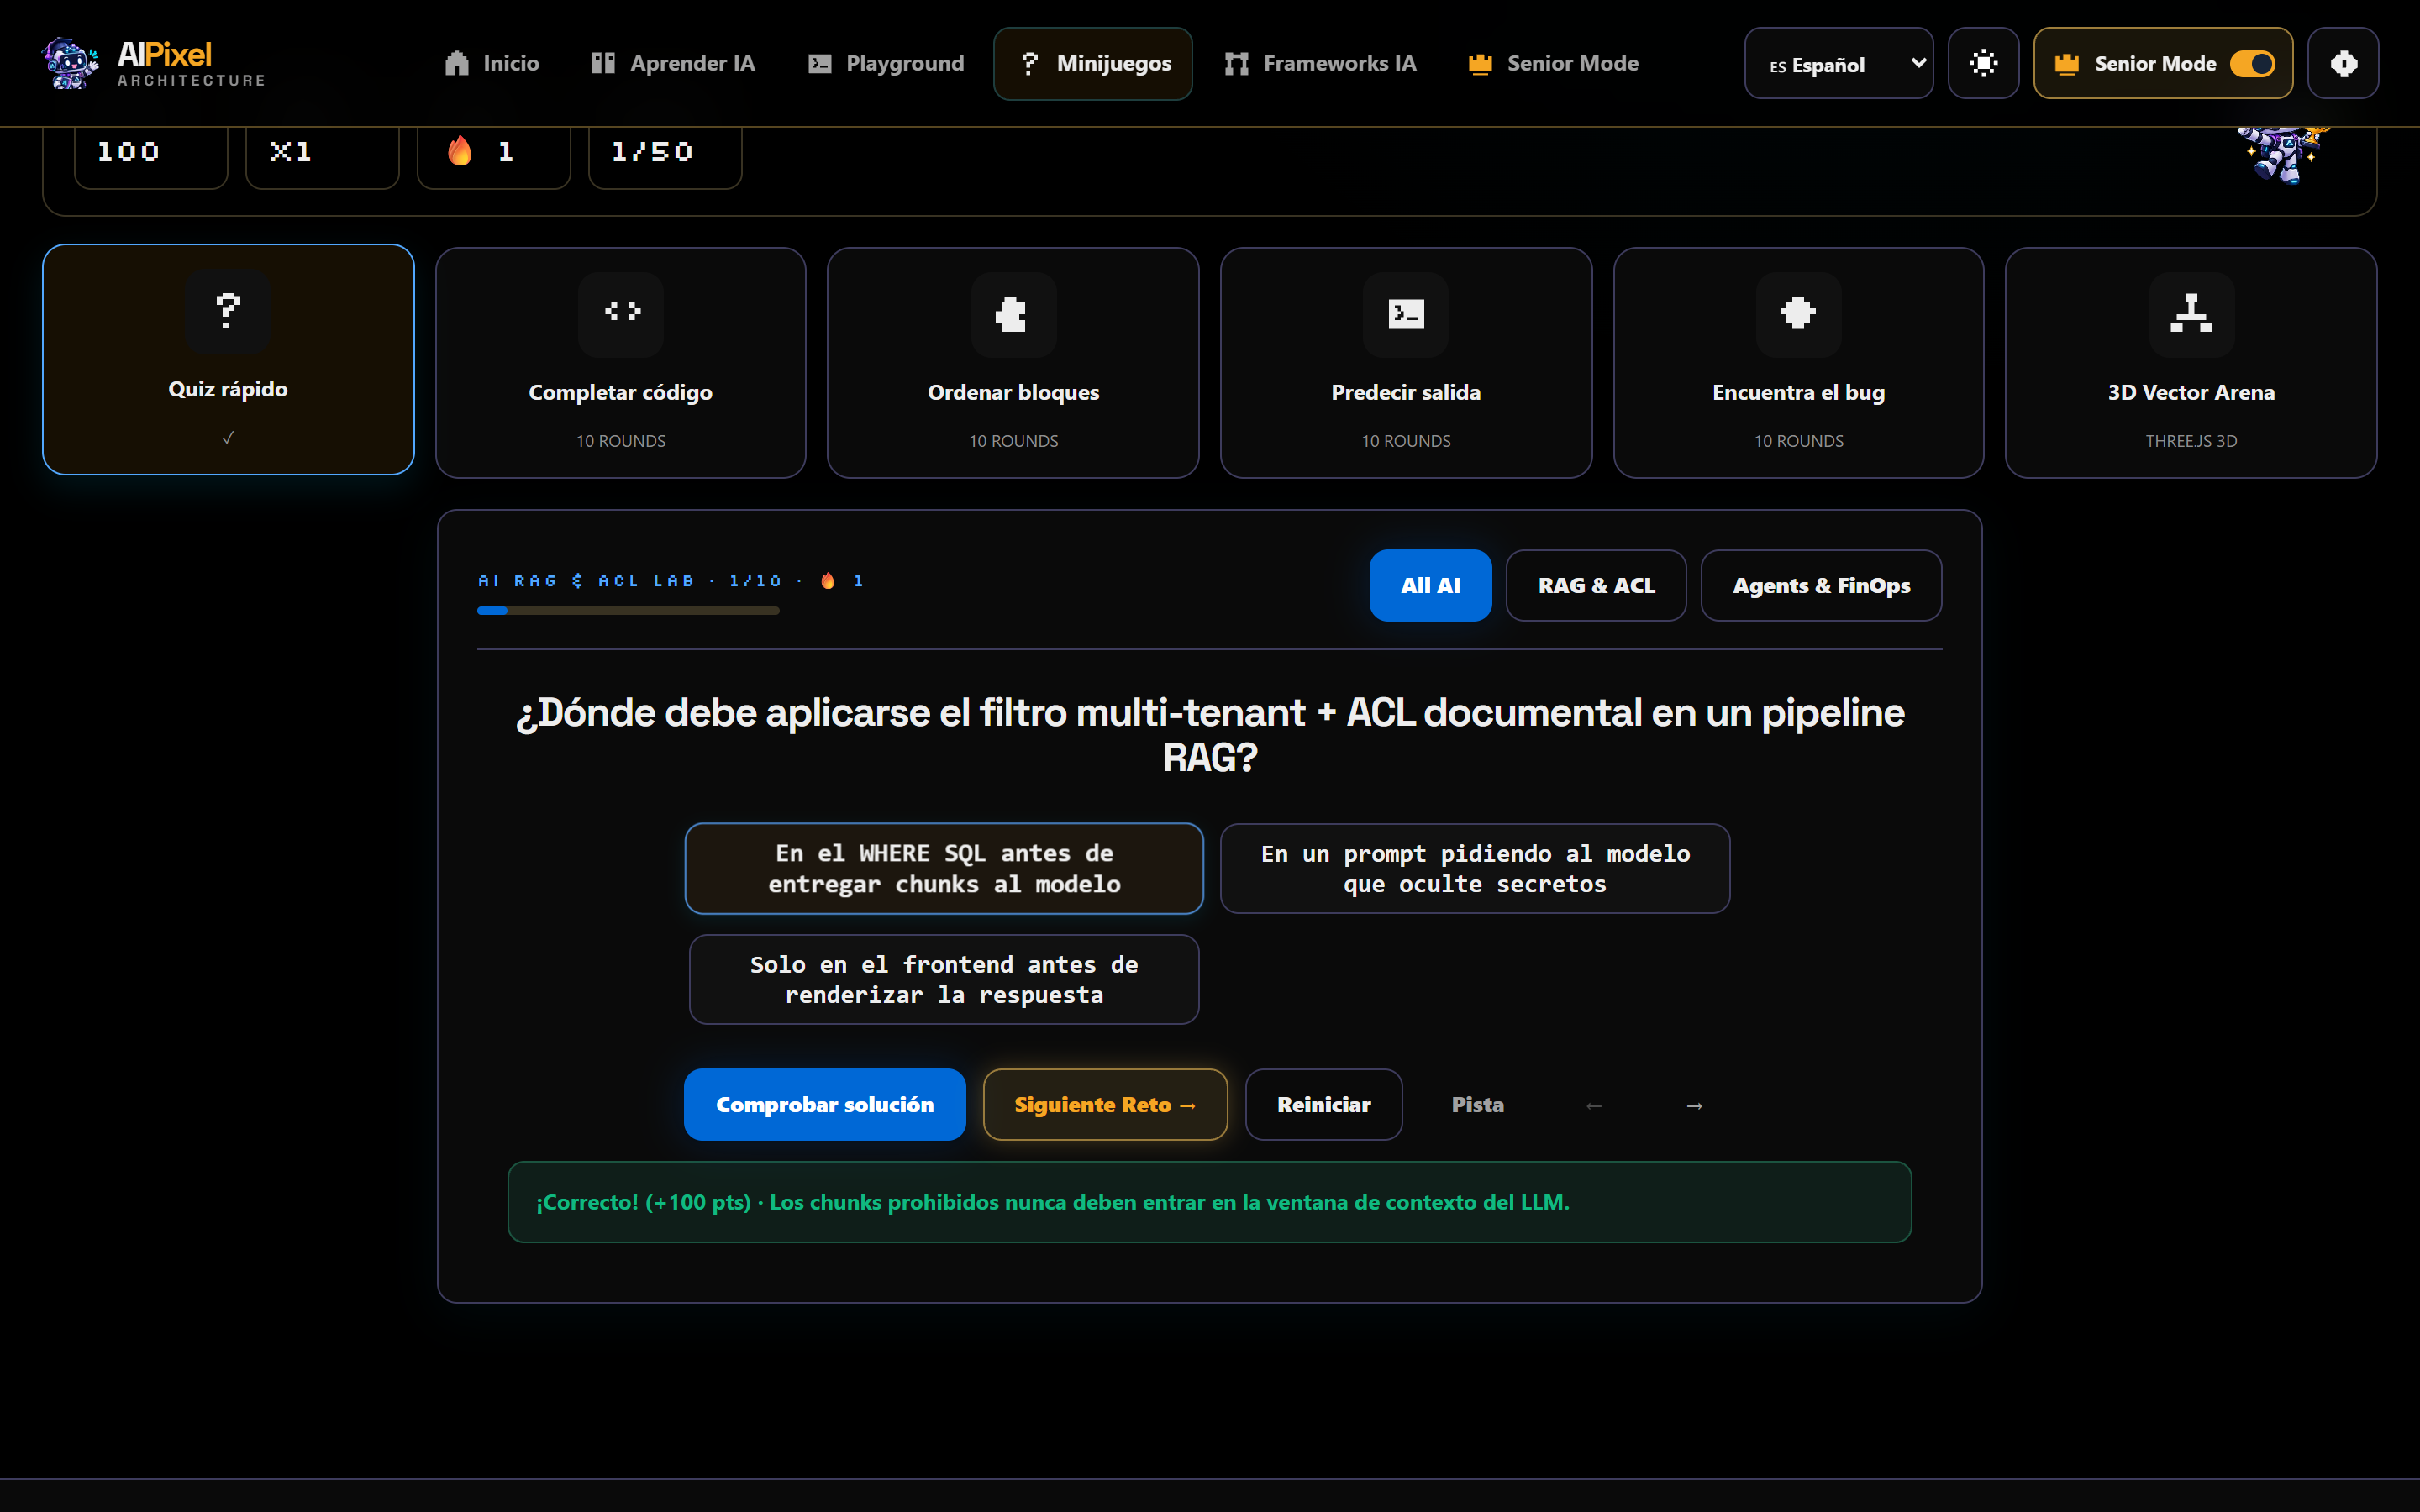 AIPixel
ARCHITECTURE
Inicio
Aprender IA
Playground
? Minijuegos
Frameworks IA
Senior Mode
ES Español
Senior Mode
100
X1
🔥 1
1/50
?
Quiz rápido
✓
< >
Completar código
10 ROUNDS
Ordenar bloques
10 ROUNDS
>_
Predecir salida
10 ROUNDS
Encuentra el bug
10 ROUNDS
3D Vector Arena
THREE.JS 3D
AI RAG & ACL LAB · 1/10 · 🔥 1
All AI
RAG & ACL
Agents & FinOps
¿Dónde debe aplicarse el filtro multi-tenant + ACL documental en un pipeline
RAG?
En el WHERE SQL antes de
entregar chunks al modelo
En un prompt pidiendo al modelo
que oculte secretos
Solo en el frontend antes de
renderizar la respuesta
Comprobar solución
Siguiente Reto →
Reiniciar
Pista
←
→
¡Correcto! (+100 pts) · Los chunks prohibidos nunca deben entrar en la ventana de contexto del LLM.